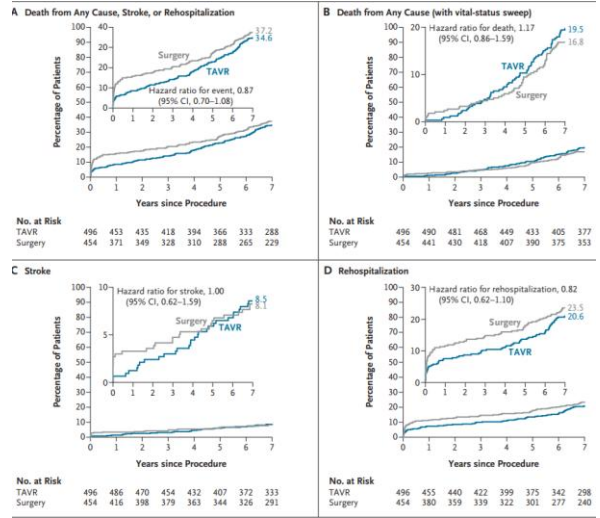 A Death from Any Cause, Stroke, or Rehospitalization
Percentage of Patients
100
90
80
70
60
50
40
30
20
10
0
40
30
20
10
0
0 1 2 3 4 5 6 7
Surgery
TAVR
37.2
34.6
Hazard ratio for event, 0.87
(95% CI, 0.70–1.08)
0 1 2 3 4 5 6 7
Years since Procedure
No. at Risk
TAVR 496 453 435 418 394 366 333 288
Surgery 454 371 349 328 310 288 265 229
B Death from Any Cause (with vital-status sweep)
Percentage of Patients
100
90
80
70
60
50
40
30
20
10
0
20
10
0
0 1 2 3 4 5 6 7
Hazard ratio for death, 1.17
(95% CI, 0.86–1.59)
19.5
16.8
TAVR
Surgery
0 1 2 3 4 5 6 7
Years since Procedure
No. at Risk
TAVR 496 490 481 468 449 433 405 377
Surgery 454 441 430 418 407 390 375 353
C Stroke
Percentage of Patients
100
90
80
70
60
50
40
30
20
10
0
10
5
0
0 1 2 3 4 5 6 7
Hazard ratio for stroke, 1.00
(95% CI, 0.62–1.59)
8.5
8.1
Surgery
TAVR
0 1 2 3 4 5 6 7
Years since Procedure
No. at Risk
TAVR 496 486 470 454 432 407 372 333
Surgery 454 416 398 379 363 344 326 291
D Rehospitalization
Percentage of Patients
100
90
80
70
60
50
40
30
20
10
0
30
20
10
0
0 1 2 3 4 5 6 7
Hazard ratio for rehospitalization, 0.82
(95% CI, 0.62–1.10)
23.5
20.6
Surgery
TAVR
0 1 2 3 4 5 6 7
Years since Procedure
No. at Risk
TAVR 496 455 440 422 399 375 342 298
Surgery 454 380 359 339 322 301 277 240